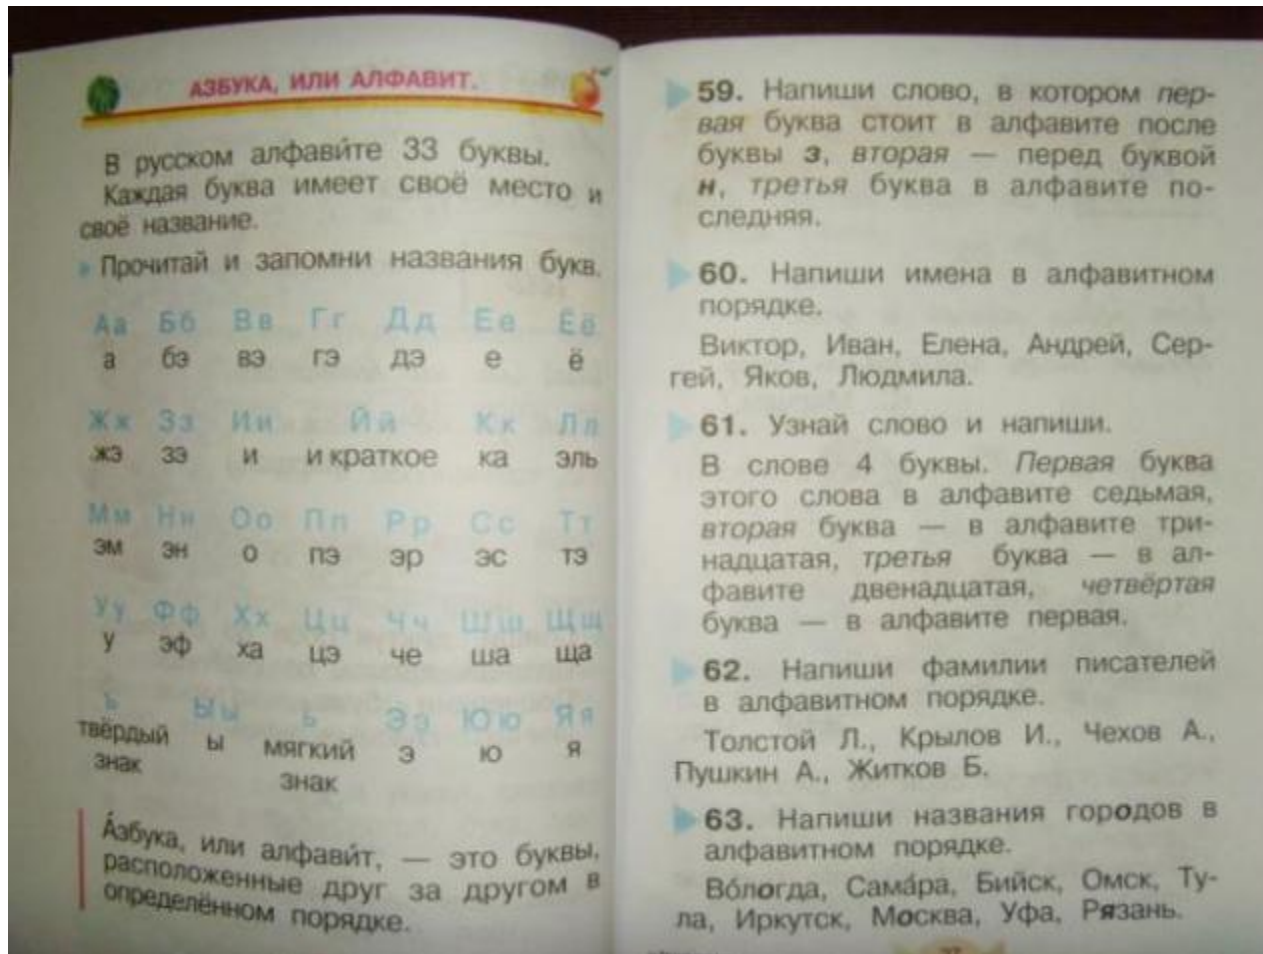 АЗБУКА, ИЛИ АЛФАВИТ.
В русском алфави́те 33 буквы.
Каждая буква имеет своё место и
своё название.
Прочитай и запомни названия букв.
Аа Бб Вв Гг Дд Ее Ёё
а бэ вэ гэ дэ е ё
Жж Зз Ии Йй Кк Лл
жэ зэ и и краткое ка эль
Мм Нн Оо Пп Рр Сс Тт
эм эн о пэ эр эс тэ
Уу Фф Хх Цц Чч Шш Щщ
у эф ха цэ че ша ща
ъ Ыы ь Ээ Юю Яя
твёрдый ы мягкий э ю я
знак знак
А́збука, или алфави́т, — это буквы,
расположенные друг за другом в
определённом порядке.
59. Напиши слово, в котором пер-
вая буква стоит в алфавите после
буквы з, вторая — перед буквой
н, третья буква в алфавите по-
следняя.
60. Напиши имена в алфавитном
порядке.
Виктор, Иван, Елена, Андрей, Сер-
гей, Яков, Людмила.
61. Узнай слово и напиши.
В слове 4 буквы. Первая буква
этого слова в алфавите седьмая,
вторая буква — в алфавите три-
надцатая, третья буква — в ал-
фавите двенадцатая, четвёртая
буква — в алфавите первая.
62. Напиши фамилии писателей
в алфавитном порядке.
Толстой Л., Крылов И., Чехов А.,
Пушкин А., Житков Б.
63. Напиши названия городов в
алфавитном порядке.
Во́логда, Сама́ра, Бийск, Омск, Ту-
ла, Иркутск, Москва, Уфа, Рязань.